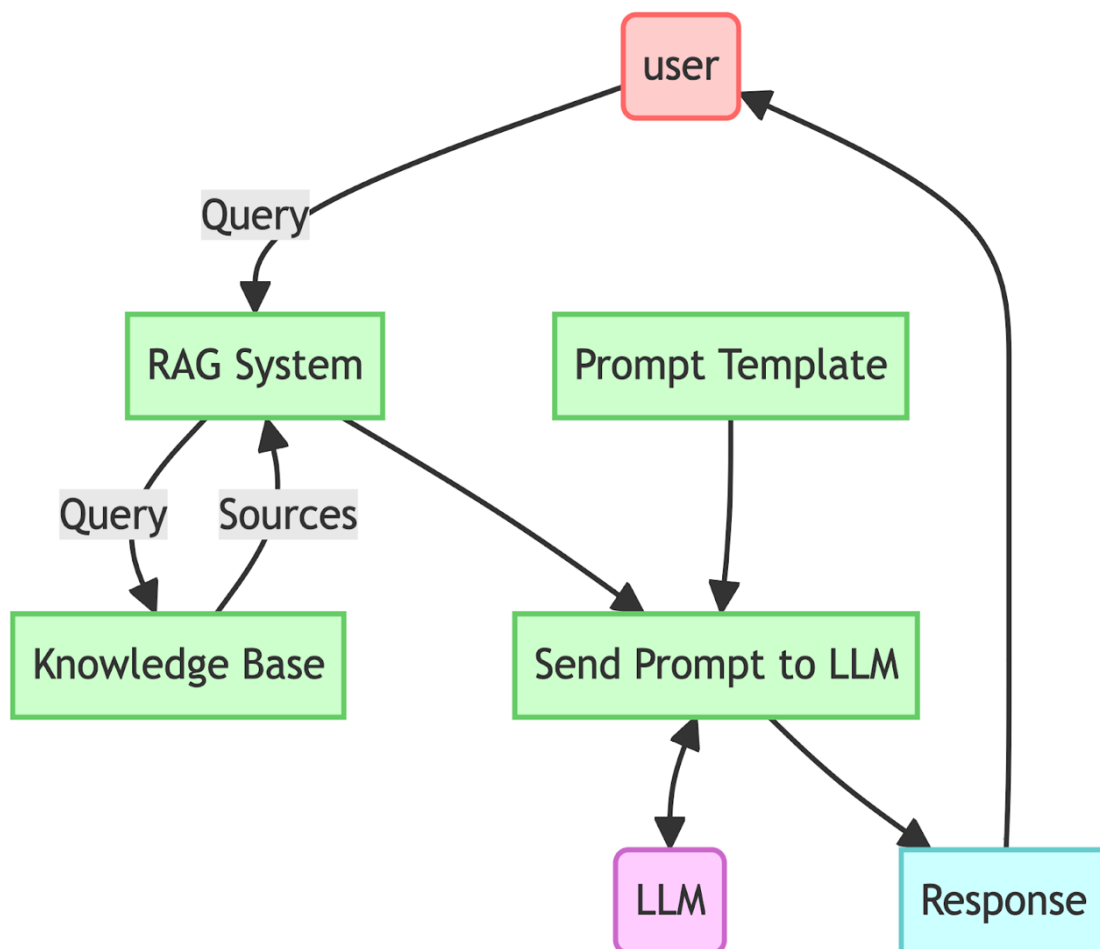 user
Query
RAG System
Prompt Template
Query
Sources
Knowledge Base
Send Prompt to LLM
LLM
Response